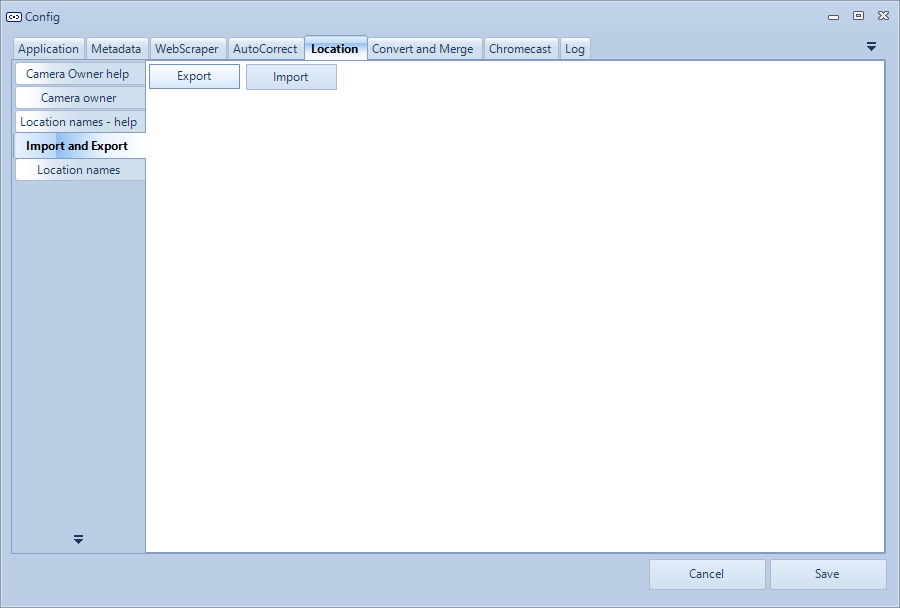 Config
Application Metadata WebScraper AutoCorrect Location Convert and Merge Chromecast Log
Camera Owner help
Export Import
Camera owner
Location names - help
Import and Export
Location names
Cancel Save